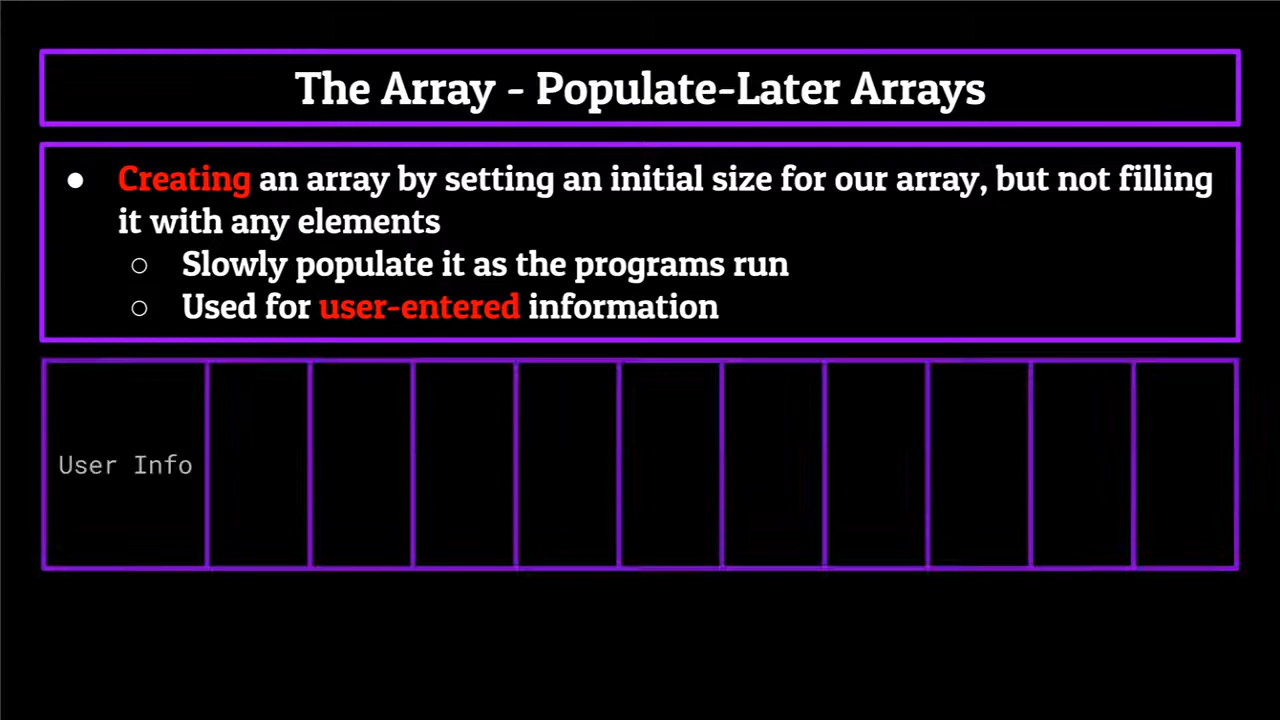 The Array - Populate-Later Arrays
● Creating an array by setting an initial size for our array, but not filling
it with any elements
○ Slowly populate it as the programs run
○ Used for user-entered information
User Info